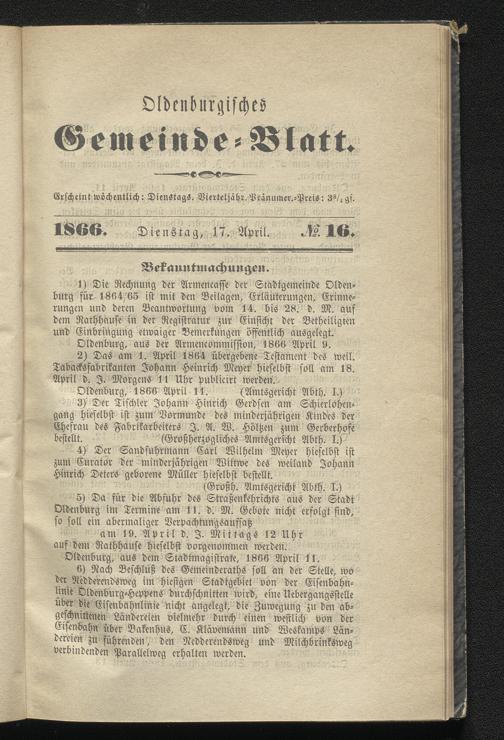 Oldenburgisches
Gemeinde-Blatt.
Erscheint wöchentlich: Dienstags. Vierteljähr. Pränumer.-Preis: 3¾ gs.
1866. Dienstag, 17. April. № 16.
Bekanntmachungen.
1) Die Rechnung der Armencasse der Stadtgemeinde Olden-
burg für 1864/65 ist mit den Beilagen, Erläuterungen, Erinne-
rungen und deren Beantwortung vom 14. bis 28. d. M. auf
dem Rathhause in der Registratur zur Einsicht der Betheiligten
und Einbringung etwaiger Bemerkungen öffentlich ausgelegt.
Oldenburg, aus der Armencommission, 1866 April 9.
2) Das am 1. April 1864 übergebene Testament des weil.
Tabacksfabrikanten Johann Heinrich Meyer hieselbst soll am 18.
April d. J. Morgens 11 Uhr publicirt werden.
Oldenburg, 1866 April 11. (Amtsgericht Abth. I.)
3) Der Tischler Johann Hinrich Gerdsen am Schierlohen-
gang hieselbst ist zum Vormunde des minderjährigen Kindes der
Ehefrau des Fabrikarbeiters J. A. W. Höltzen zum Gerberhofe
bestellt. (Großherzogliches Amtsgericht Abth. I.)
4) Der Sandfuhrmann Carl Wilhelm Meyer hieselbst ist
zum Curator der minderjährigen Wittwe des weiland Johann
Hinrich Deters geborene Müller hieselbst bestellt.
(Großh. Amtsgericht Abth. I.)
5) Da für die Abfuhr des Straßenkehrichts aus der Stadt
Oldenburg im Termine am 11. d. M. Gebote nicht erfolgt sind,
so soll ein abermaliger Verpachtungsaufsatz
am 19. April d. J. Mittags 12 Uhr
auf dem Rathhause hieselbst vorgenommen werden.
Oldenburg, aus dem Stadtmagistrate, 1866 April 11.
6) Nach Beschluß des Gemeinderaths soll an der Stelle, wo
der Nedderendsweg im hiesigen Stadtgebiet von der Eisenbahn-
linie Oldenburg-Heppens durchschnitten wird, eine Uebergangsstelle
über die Eisenbahnlinie nicht angelegt, die Zuwegung zu den ab-
geschnittenen Ländereien vielmehr durch einen westlich von der
Eisenbahn über Bakenhus, C. Klävemann und Weskamps Län-
dereien zu führenden, den Nedderendsweg und Milchbrinksweg
verbindenden Parallelweg erhalten werden.